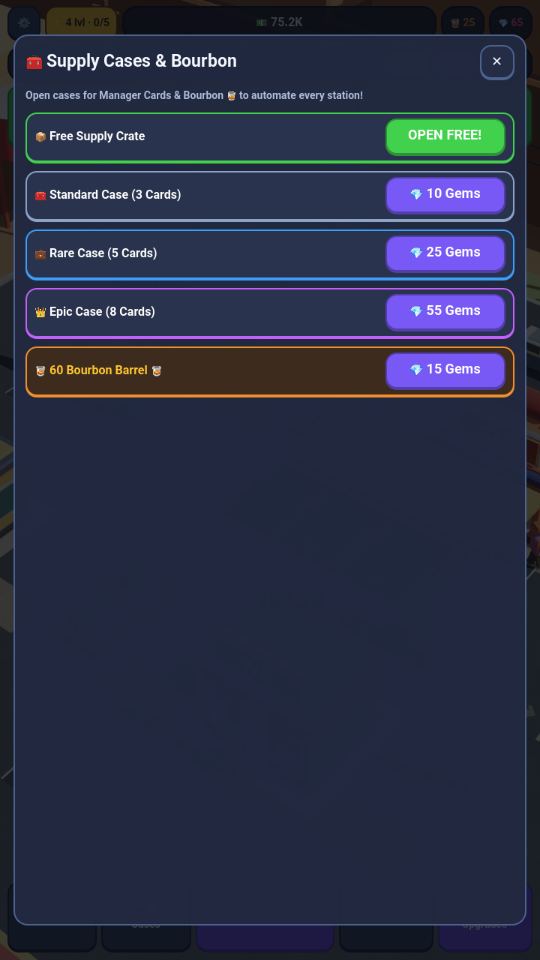 4 lvl · 0/5
75.2K
25
65
Supply Cases & Bourbon
×
Open cases for Manager Cards & Bourbon to automate every station!
Free Supply Crate
OPEN FREE!
Standard Case (3 Cards)
10 Gems
Rare Case (5 Cards)
25 Gems
Epic Case (8 Cards)
55 Gems
60 Bourbon Barrel
15 Gems
Cases
Upgrades